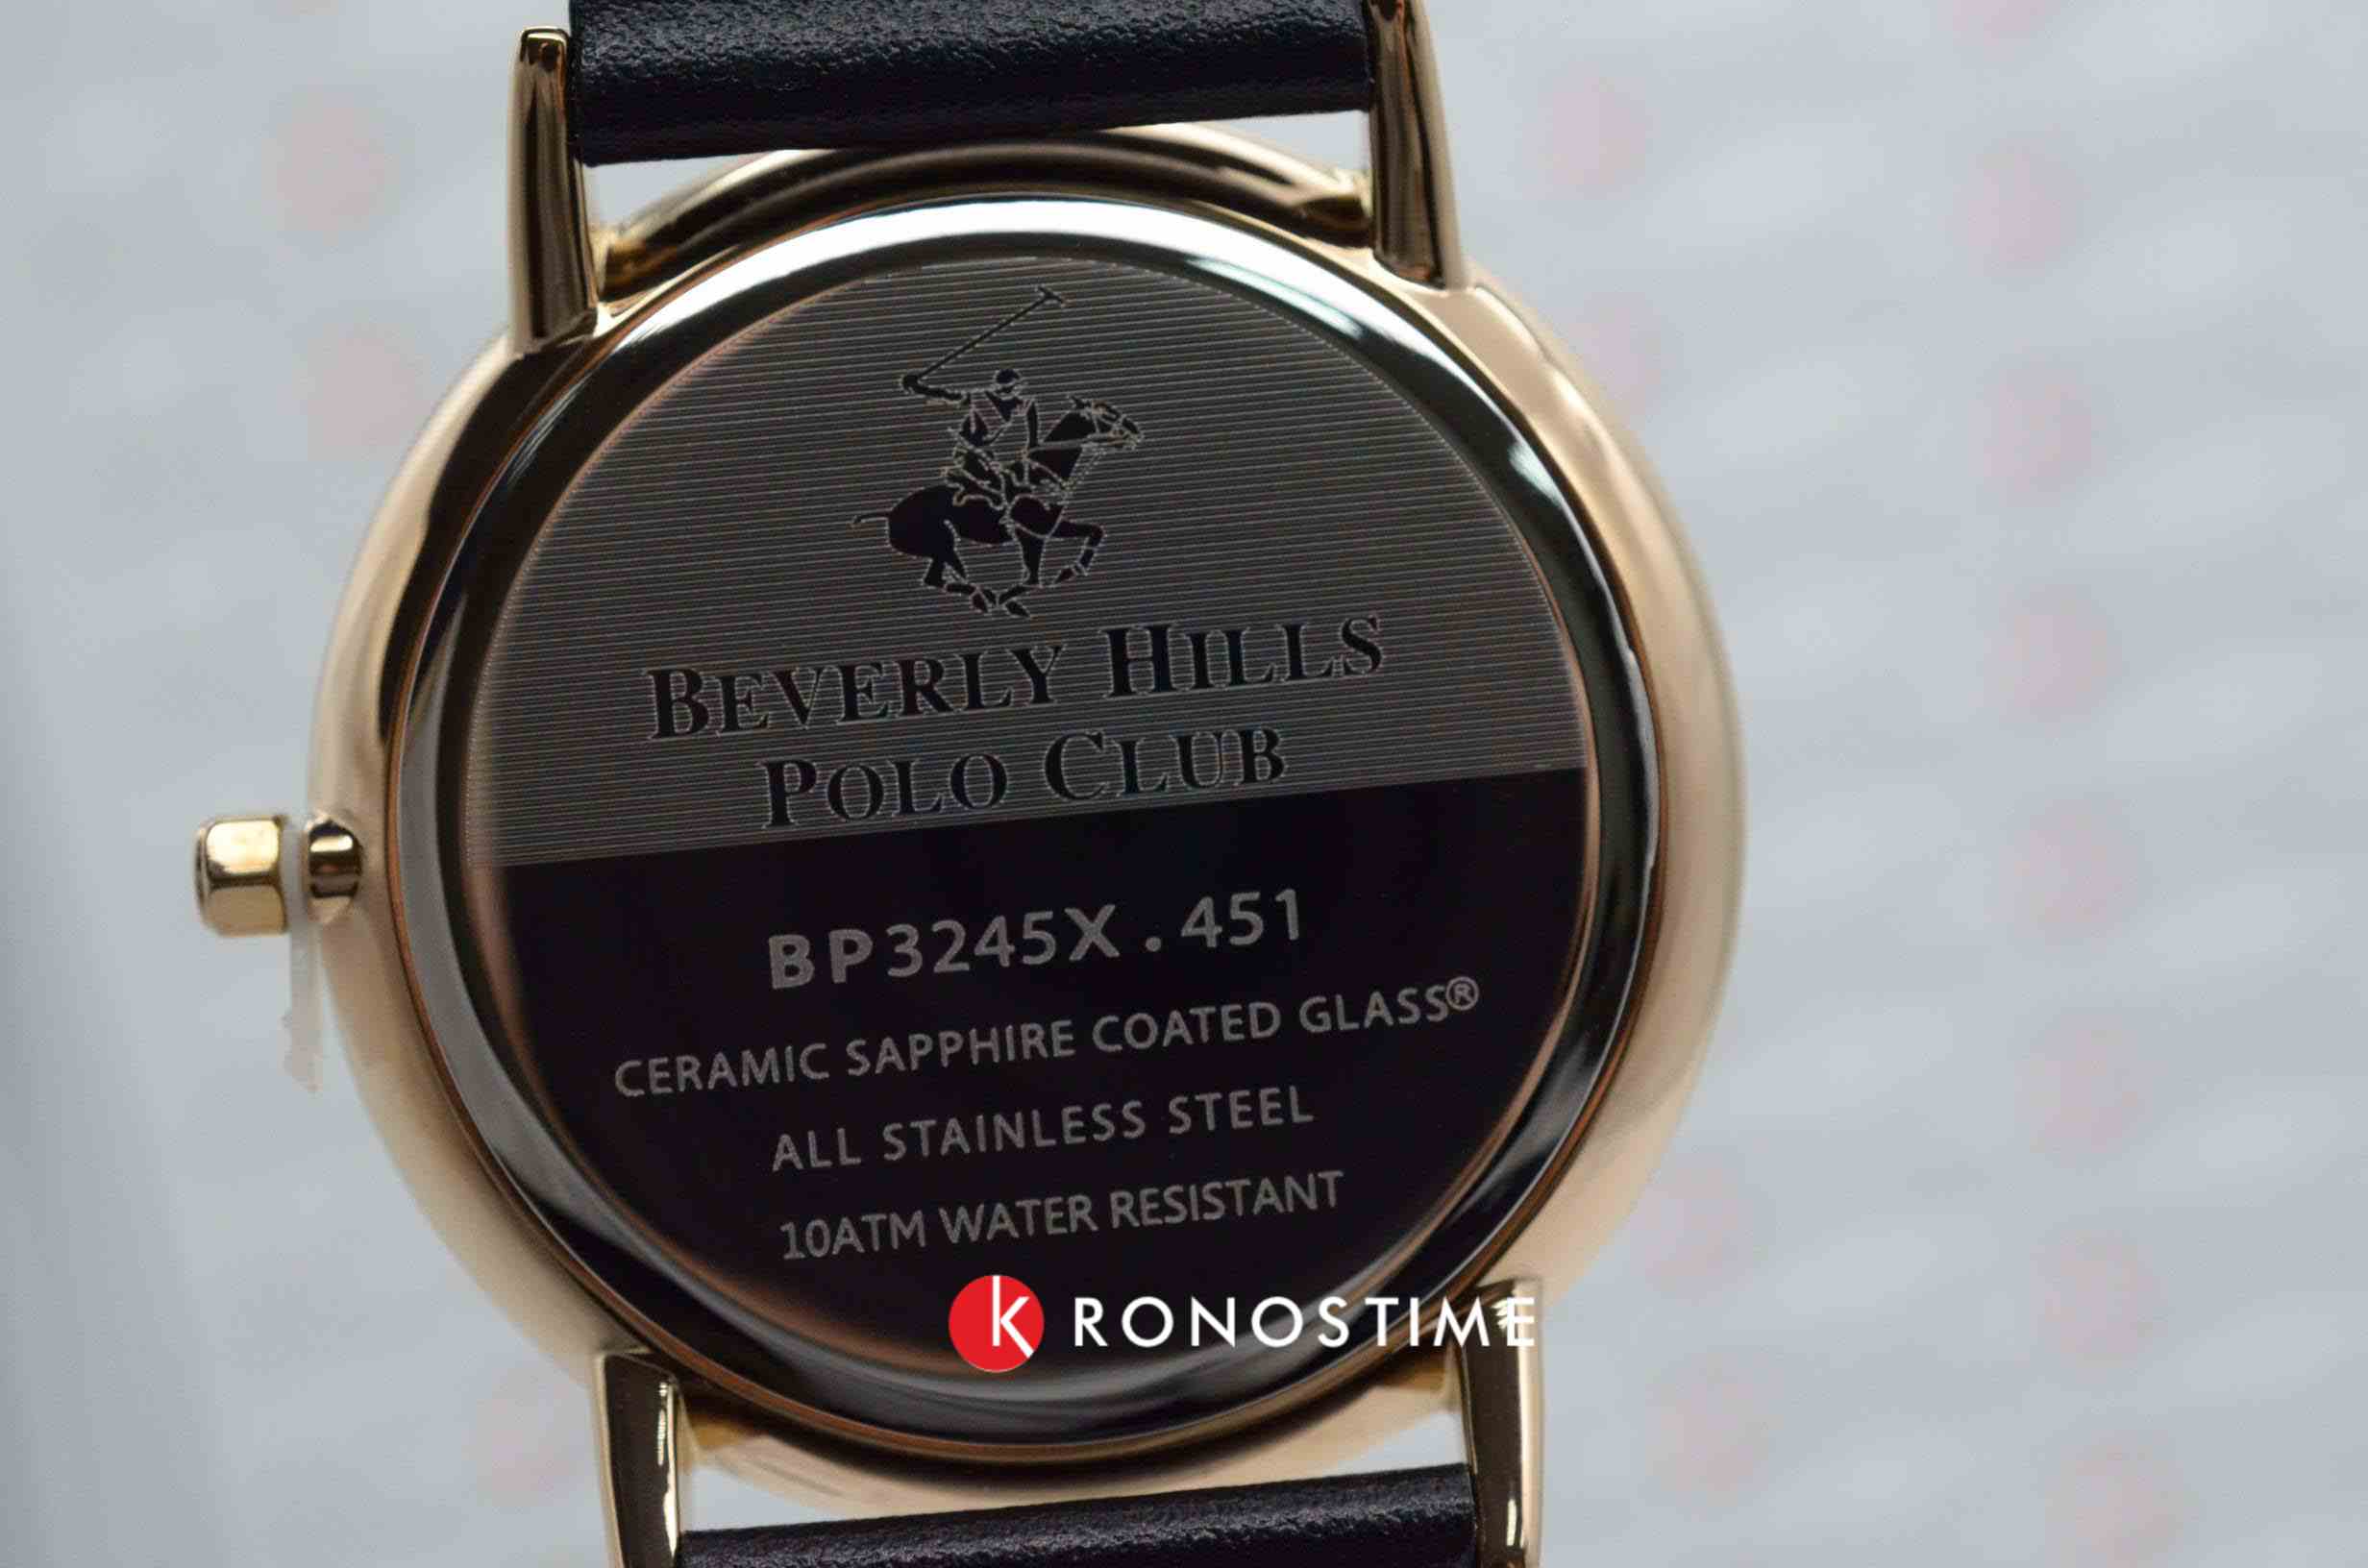 BEVERLY HILLS
POLO CLUB
BP3245X.451
CERAMIC SAPPHIRE COATED GLASS®
ALL STAINLESS STEEL
10ATM WATER RESISTANT
K RONOSTIME